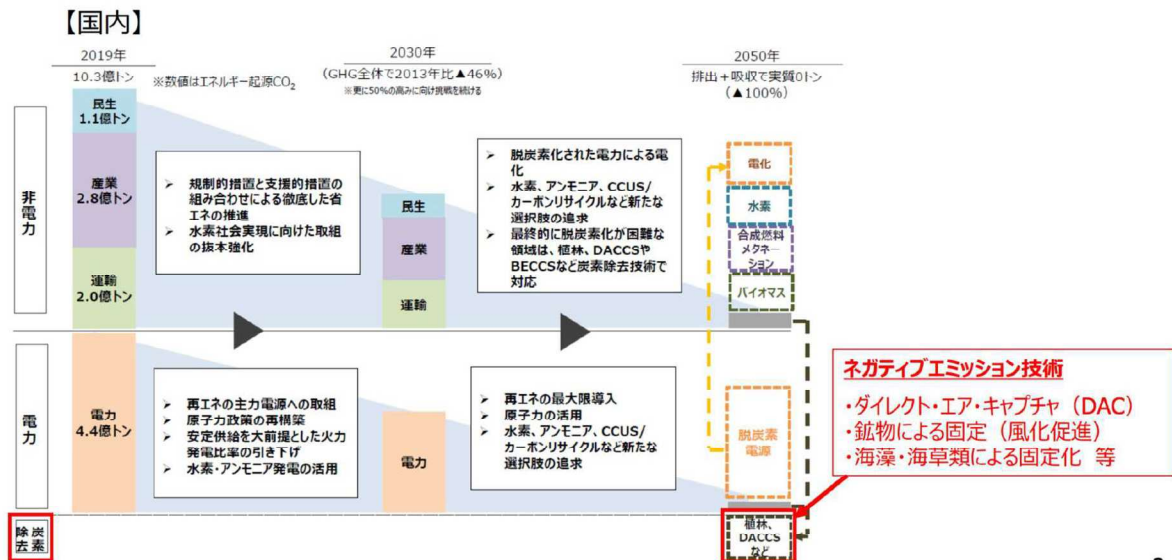 【国内】
2019年
10.3億トン
※数値はエネルギー起源CO₂
2030年
(GHG全体で2013年比▲46%)
※更に50%の高みに向け挑戦を続ける
2050年
排出+吸収で実質0トン
(▲100%)
非電力
民生
1.1億トン
産業
2.8億トン
運輸
2.0億トン
➢ 規制的措置と支援的措置の
組み合わせによる徹底した省
エネの推進
➢ 水素社会実現に向けた取組
の抜本強化
民生
産業
運輸
➢ 脱炭素化された電力による電
化
➢ 水素、アンモニア、CCUS/
カーボンリサイクルなど新たな
選択肢の追求
➢ 最終的に脱炭素化が困難な
領域は、植林、DACCSや
BECCSなど炭素除去技術で
対応
電化
水素
合成燃料
メタネー
ション
バイオマス
電力
電力
4.4億トン
➢ 再エネの主力電源への取組
➢ 原子力政策の再構築
➢ 安定供給を大前提とした火力
発電比率の引き下げ
➢ 水素・アンモニア発電の活用
電力
➢ 再エネの最大限導入
➢ 原子力の活用
➢ 水素、アンモニア、CCUS/
カーボンリサイクルなど新たな
選択肢の追求
脱炭素
電源
ネガティブエミッション技術
・ダイレクト・エア・キャプチャ(DAC)
・鉱物による固定(風化促進)
・海藻・海草類による固定化 等
炭素
除去
植林、
DACCS
など